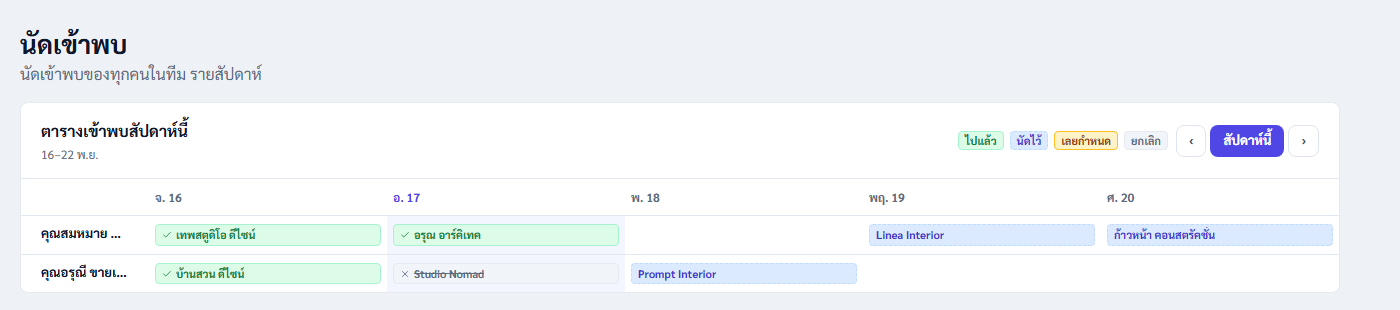 นัดเข้าพบ
นัดเข้าพบของทุกคนในทีม รายสัปดาห์
ตารางเข้าพบสัปดาห์นี้
16–22 พ.ย.
ไปแล้ว นัดไว้ เลยกำหนด ยกเลิก ‹ สัปดาห์นี้ ›
จ. 16 อ. 17 พ. 18 พฤ. 19 ศ. 20
คุณสมหมาย ... ✓ เทพสตูดิโอ ดีไซน์ ✓ อรุณ อาร์คิเทค Linea Interior ก้าวหน้า คอนสตรัคชั่น
คุณอรุณี ขายเ... ✓ บ้านสวน ดีไซน์ × Studio Nomad Prompt Interior